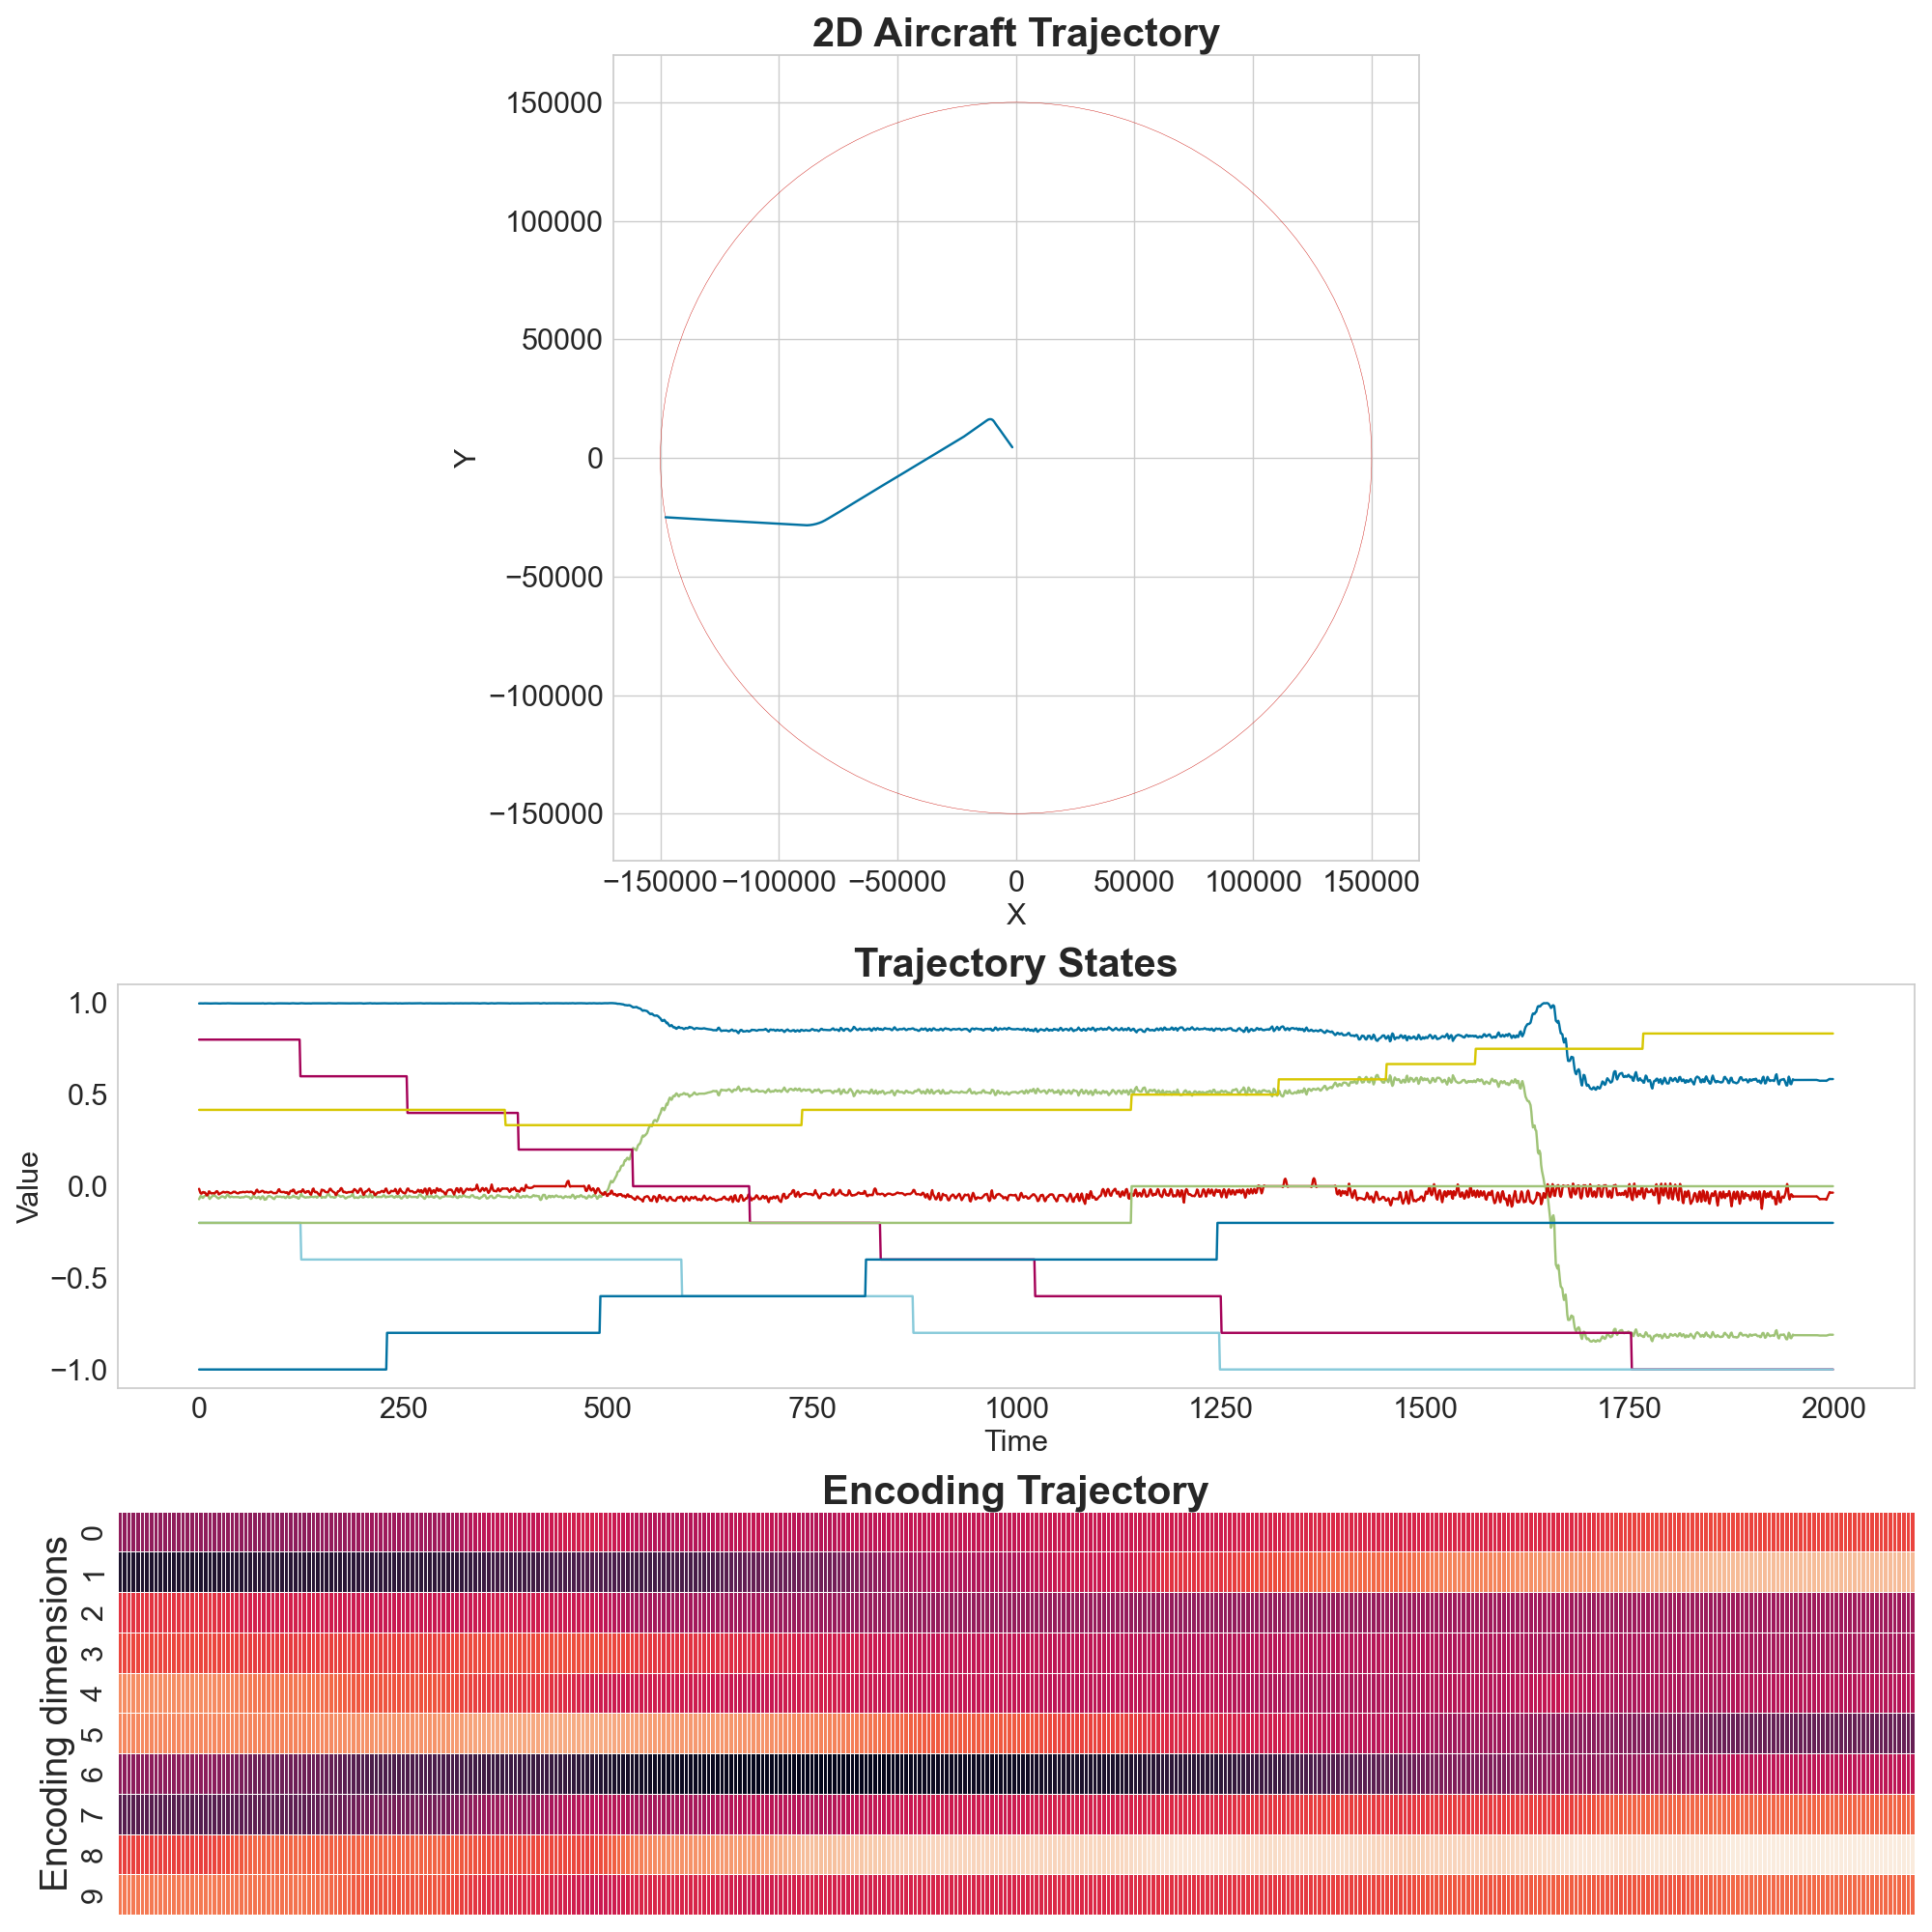 2D Aircraft Trajectory
150000
100000
50000
0
−50000
−100000
−150000
Y
−150000 −100000 −50000 0 50000 100000 150000
X
Trajectory States
1.0
0.5
0.0
−0.5
−1.0
Value
0 250 500 750 1000 1250 1500 1750 2000
Time
Encoding Trajectory
0
1
2
3
4
5
6
7
8
9
Encoding dimensions